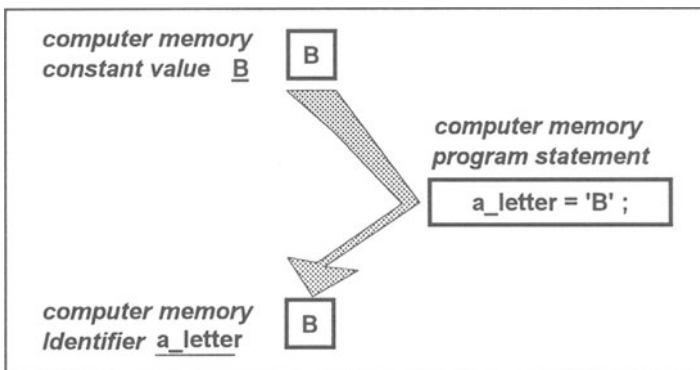 computer memory
constant value B
B
computer memory
program statement
a_letter = 'B' ;
computer memory
Identifier a_letter
B